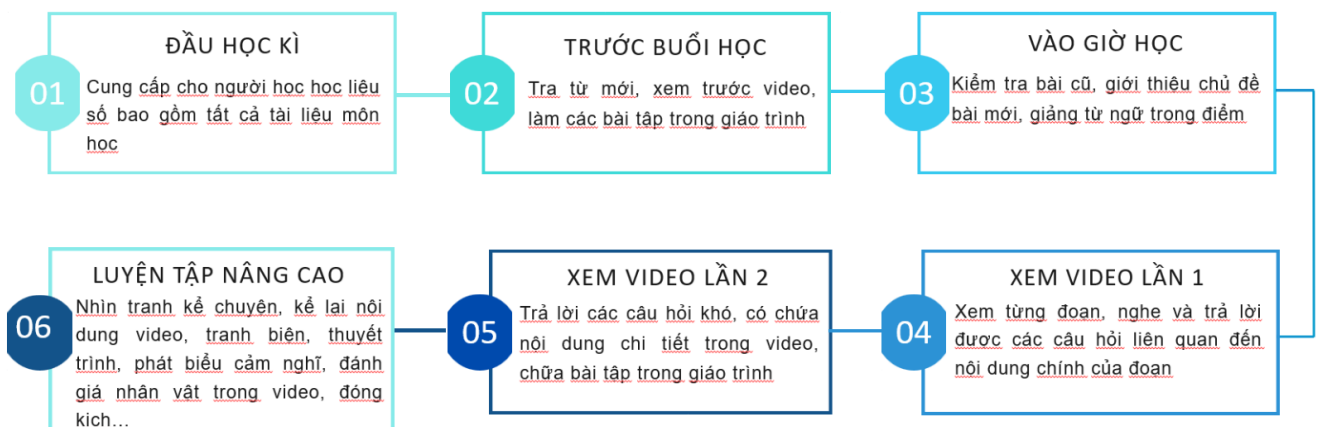 01
ĐẦU HỌC KÌ
Cung cấp cho người học học liệu
số bao gồm tất cả tài liệu môn
học
02
TRƯỚC BUỔI HỌC
Tra từ mới, xem trước video,
làm các bài tập trong giáo trình
03
VÀO GIỜ HỌC
Kiểm tra bài cũ, giới thiệu chủ đề
bài mới, giảng từ ngữ trọng điểm
04
XEM VIDEO LẦN 1
Xem từng đoạn, nghe và trả lời
được các câu hỏi liên quan đến
nội dung chính của đoạn
05
XEM VIDEO LẦN 2
Trả lời các câu hỏi khó, có chứa
nội dung chi tiết trong video,
chữa bài tập trong giáo trình
06
LUYỆN TẬP NÂNG CAO
Nhìn tranh kể chuyện, kể lại nội
dung video, tranh biện, thuyết
trình, phát biểu cảm nghĩ, đánh
giá nhân vật trong video, đóng
kịch...